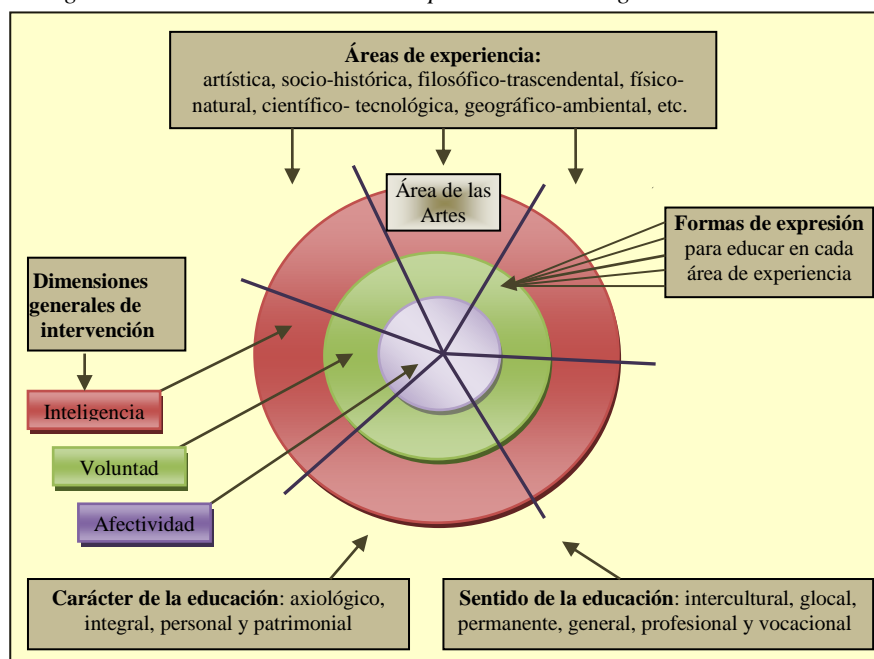 Áreas de experiencia:
artística, socio-histórica, filosófico-trascendental, físico-
natural, científico- tecnológica, geográfico-ambiental, etc.
Área de las
Artes
Formas de expresión
para educar en cada
área de experiencia
Dimensiones
generales de
intervención
Inteligencia
Voluntad
Afectividad
Carácter de la educación: axiológico,
integral, personal y patrimonial
Sentido de la educación: intercultural, glocal,
permanente, general, profesional y vocacional